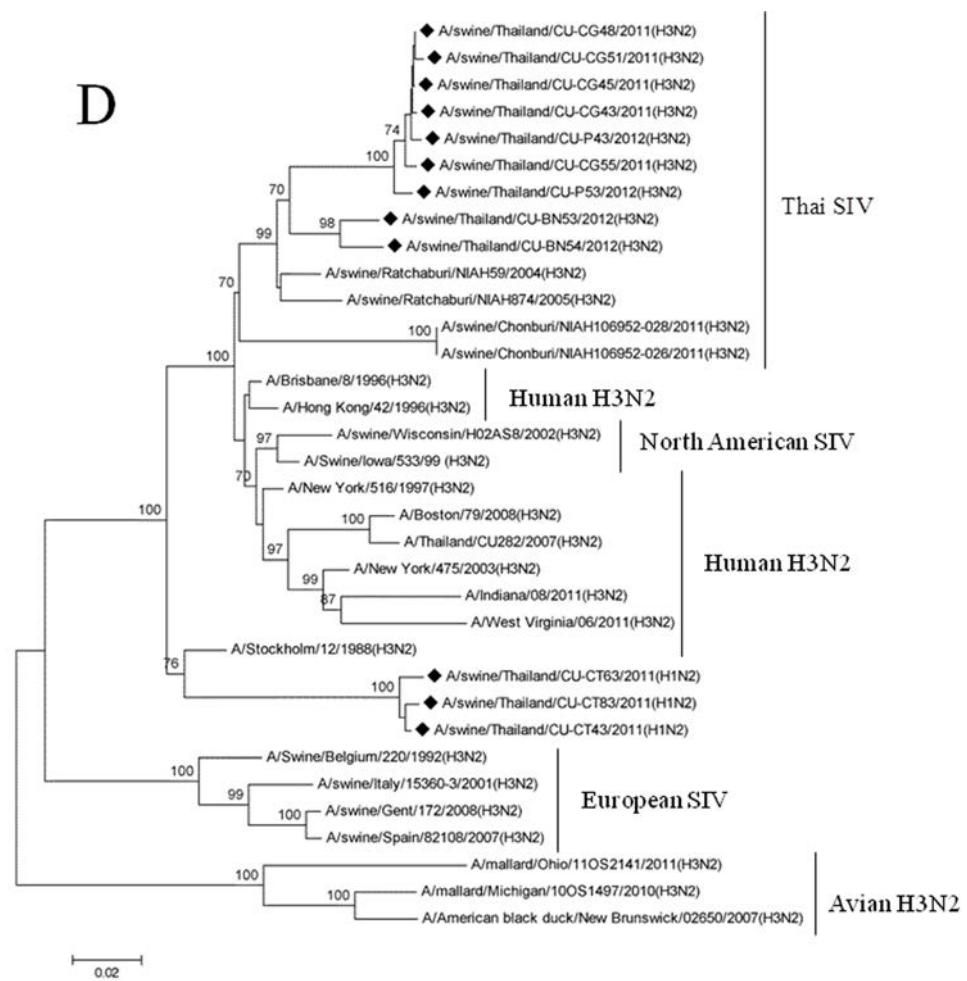 D
A/swine/Thailand/CU-CG48/2011(H3N2)
A/swine/Thailand/CU-CG51/2011(H3N2)
A/swine/Thailand/CU-CG45/2011(H3N2)
A/swine/Thailand/CU-CG43/2011(H3N2)
74
A/swine/Thailand/CU-P43/2012(H3N2)
100
A/swine/Thailand/CU-CG55/2011(H3N2)
70
A/swine/Thailand/CU-P53/2012(H3N2)
Thai SIV
98
A/swine/Thailand/CU-BN53/2012(H3N2)
99
A/swine/Thailand/CU-BN54/2012(H3N2)
A/swine/Ratchaburi/NIAH59/2004(H3N2)
70
A/swine/Ratchaburi/NIAH874/2005(H3N2)
100
A/swine/Chonburi/NIAH106952-028/2011(H3N2)
A/swine/Chonburi/NIAH106952-026/2011(H3N2)
100
A/Brisbane/8/1996(H3N2)
Human H3N2
A/Hong Kong/42/1996(H3N2)
97
A/swine/Wisconsin/H02AS8/2002(H3N2)
North American SIV
A/Swine/Iowa/533/99 (H3N2)
70
A/New York/516/1997(H3N2)
100
A/Boston/79/2008(H3N2)
100
A/Thailand/CU282/2007(H3N2)
97
Human H3N2
A/New York/475/2003(H3N2)
99
87
A/Indiana/08/2011(H3N2)
A/West Virginia/06/2011(H3N2)
A/Stockholm/12/1988(H3N2)
76
100
A/swine/Thailand/CU-CT63/2011(H1N2)
A/swine/Thailand/CU-CT83/2011(H1N2)
A/swine/Thailand/CU-CT43/2011(H1N2)
100
A/Swine/Belgium/220/1992(H3N2)
99
A/swine/Italy/15360-3/2001(H3N2)
European SIV
100
A/swine/Gent/172/2008(H3N2)
A/swine/Spain/82108/2007(H3N2)
100
A/mallard/Ohio/11OS2141/2011(H3N2)
100
A/mallard/Michigan/10OS1497/2010(H3N2)
Avian H3N2
A/American black duck/New Brunswick/02650/2007(H3N2)
0.02